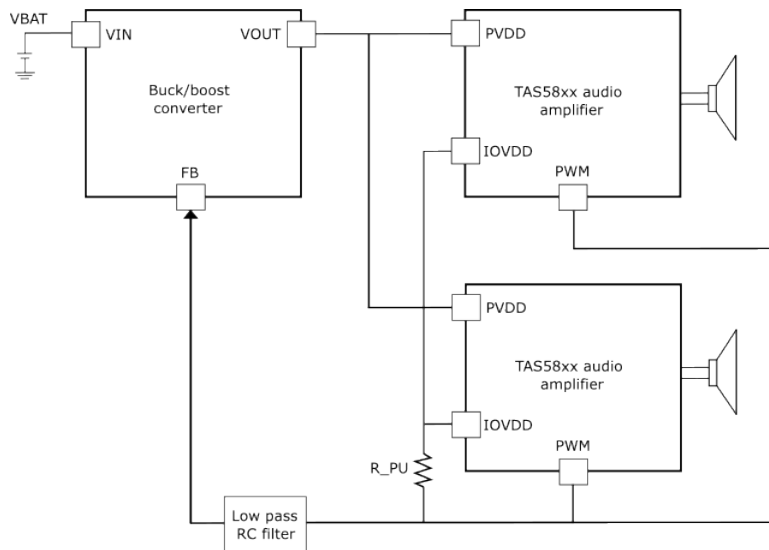 VBAT
VIN
VOUT
Buck/boost
converter
FB
PVDD
TAS58xx audio
amplifier
IOVDD
PWM
PVDD
TAS58xx audio
amplifier
IOVDD
PWM
R_PU
Low pass
RC filter